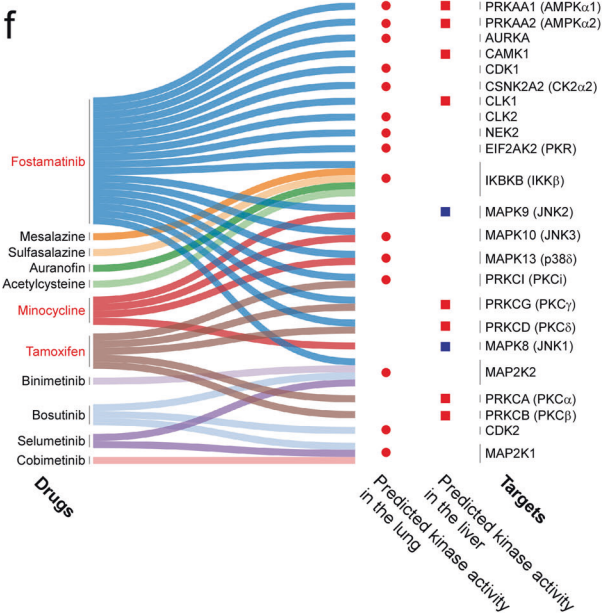 f
Fostamatinib
Mesalazine
Sulfasalazine
Auranofin
Acetylcysteine
Minocycline
Tamoxifen
Binimetinib
Bosutinib
Selumetinib
Cobimetinib
Drugs
PRKAA1 (AMPKα1)
PRKAA2 (AMPKα2)
AURKA
CAMK1
CDK1
CSNK2A2 (CK2α2)
CLK1
CLK2
NEK2
EIF2AK2 (PKR)
IKBKB (IKKβ)
MAPK9 (JNK2)
MAPK10 (JNK3)
MAPK13 (p38δ)
PRKCI (PKCi)
PRKCG (PKCγ)
PRKCD (PKCδ)
MAPK8 (JNK1)
MAP2K2
PRKCA (PKCα)
PRKCB (PKCβ)
CDK2
MAP2K1
Predicted kinase activity
in the lung
Predicted kinase activity
in the liver
Targets